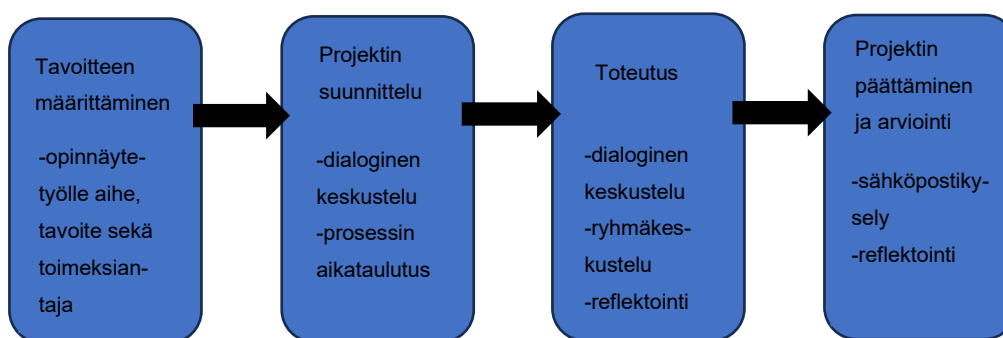 Tavoitteen
määrittäminen
-opinnäyte-
työlle aihe,
tavoite sekä
toimeksian-
taja
Projektin
suunnittelu
-dialoginen
keskustelu
-prosessin
aikataulutus
Toteutus
-dialoginen
keskustelu
-ryhmäkes-
kustelu
-reflektointi
Projektin
päättäminen
ja arviointi
-sähköpostiky-
sely
-reflektointi